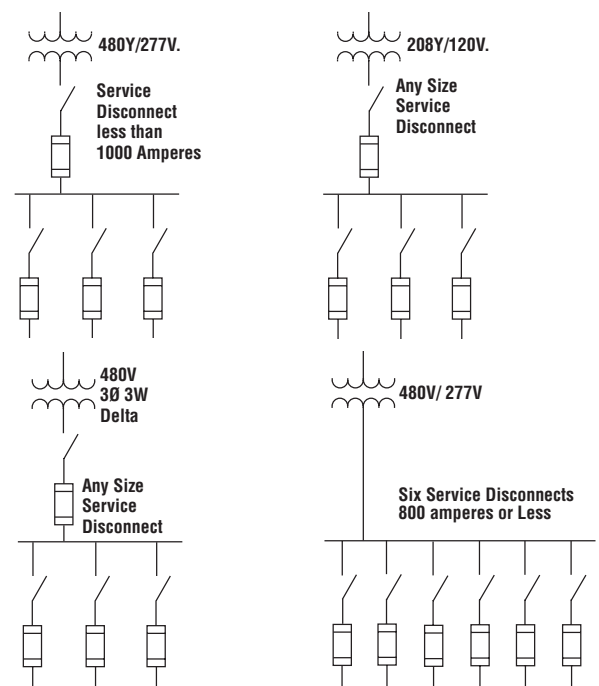 480Y/277V.
Service
Disconnect
less than
1000 Amperes
208Y/120V.
Any Size
Service
Disconnect
480V
3Ø 3W
Delta
Any Size
Service
Disconnect
480V/ 277V
Six Service Disconnects
800 amperes or Less